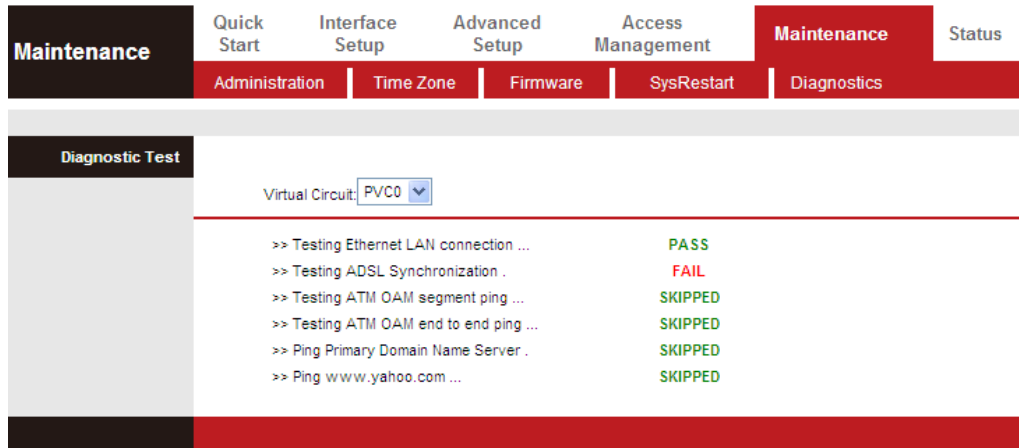 Maintenance
Quick Start
Interface Setup
Advanced Setup
Access Management
Maintenance
Status
Administration
Time Zone
Firmware
SysRestart
Diagnostics
Diagnostic Test
Virtual Circuit: PVC0
>> Testing Ethernet LAN connection ... PASS
>> Testing ADSL Synchronization . FAIL
>> Testing ATM OAM segment ping ... SKIPPED
>> Testing ATM OAM end to end ping ... SKIPPED
>> Ping Primary Domain Name Server . SKIPPED
>> Ping www.yahoo.com ... SKIPPED